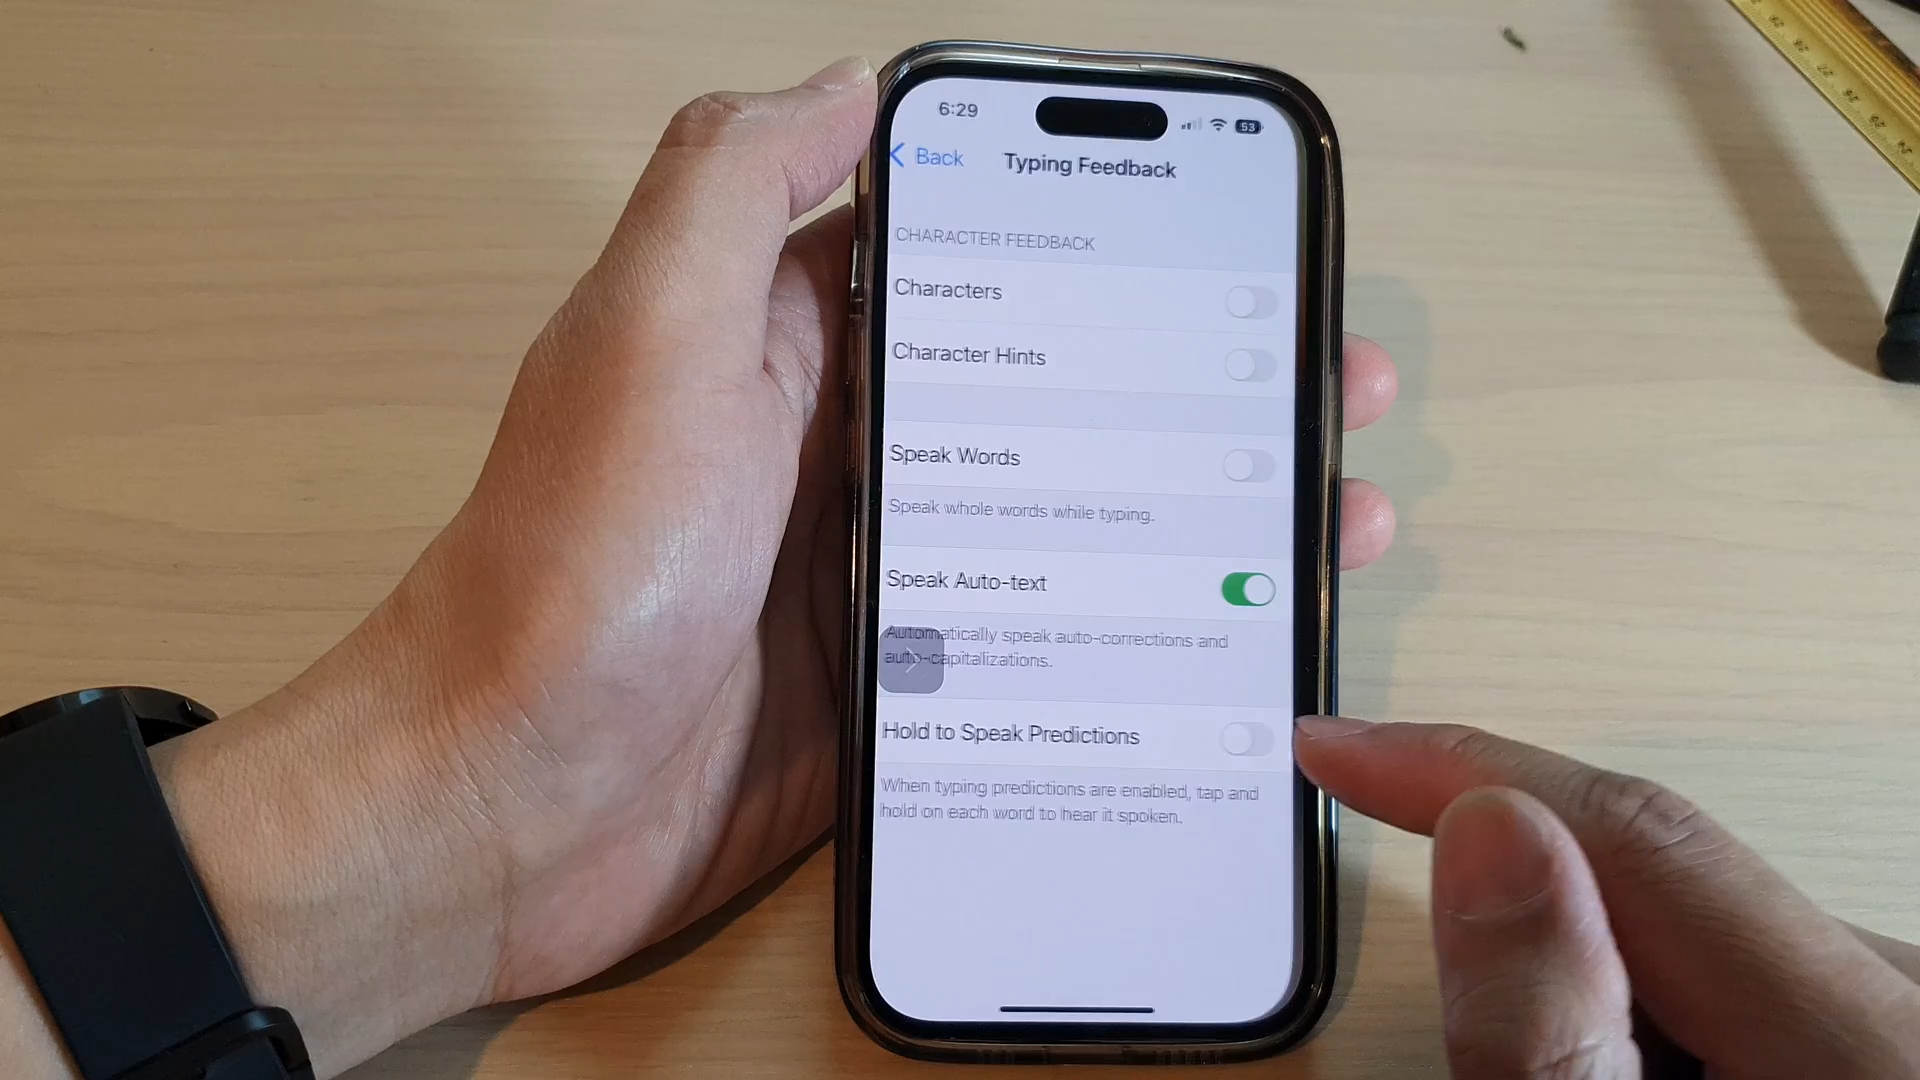 6:29
53
Back
Typing Feedback
CHARACTER FEEDBACK
Characters
Character Hints
Speak Words
Speak whole words while typing.
Speak Auto-text
Automatically speak auto-corrections and
auto-capitalizations.
Hold to Speak Predictions
When typing predictions are enabled, tap and
hold on each word to hear it spoken.